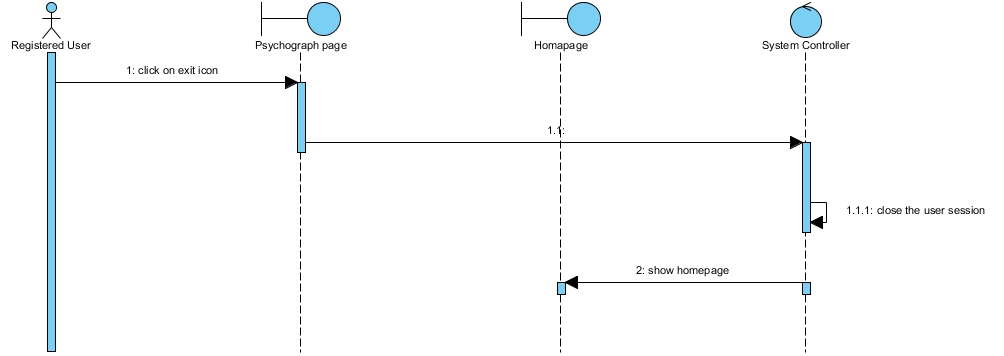 Registered User
Psychograph page
Homapage
System Controller
1: click on exit icon
1.1:
1.1.1: close the user session
2: show homepage